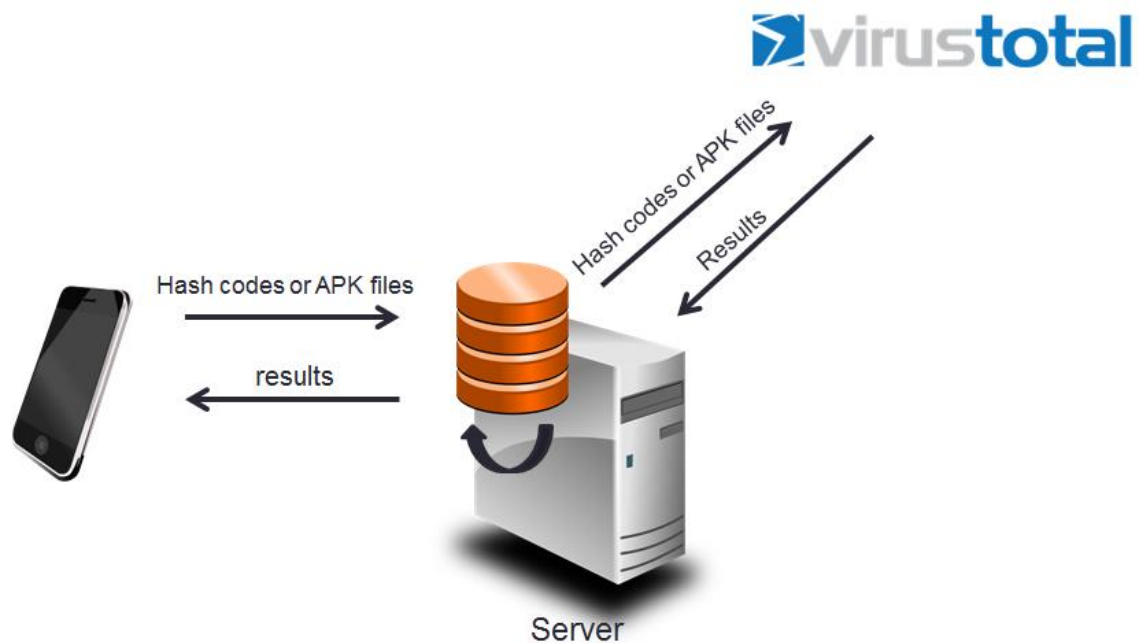 virustotal
Hash codes or APK files
Results
Hash codes or APK files
results
Server